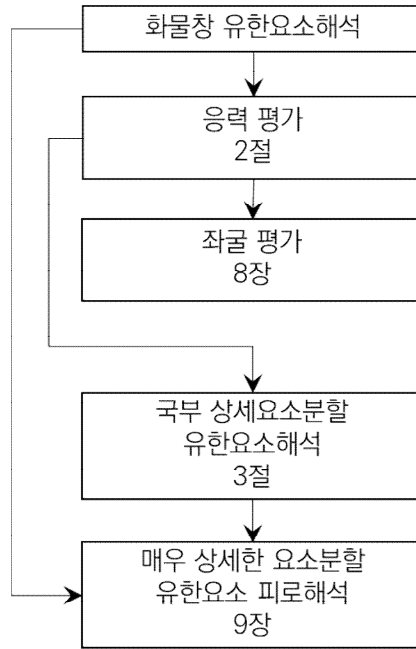 화물창 유한요소해석
응력 평가
2절
좌굴 평가
8장
국부 상세요소분할
유한요소해석
3절
매우 상세한 요소분할
유한요소 피로해석
9장